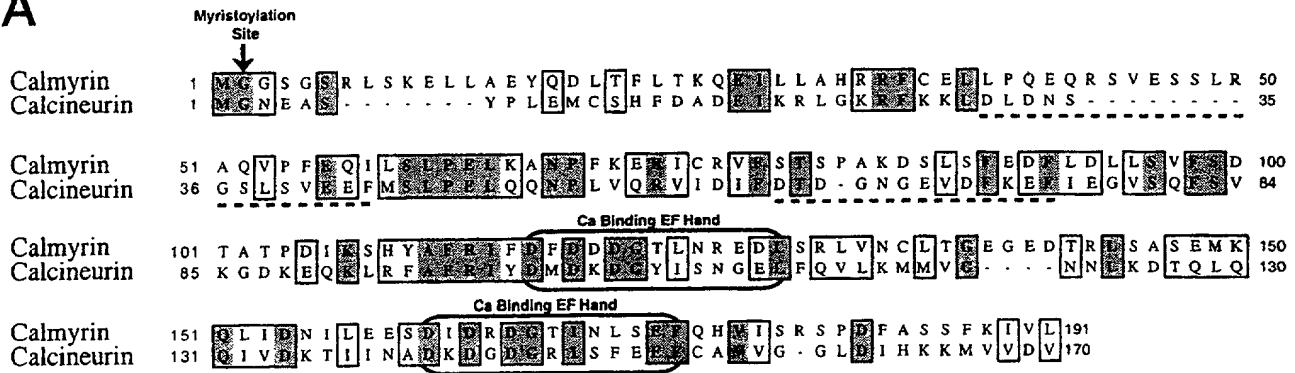 A
Myristoylation
Site
Calmyrin 1 M G G S G S R L S K E L L A E Y Q D L T F L T K Q E I L L A H R R F C E L L P Q E Q R S V E S S L R 50
Calcineurin 1 M G N E A S - - - - - - - Y P L E M C S H F D A D E I K R L G K R F K K L D L D N S - - - - - - - - 35
Calmyrin 51 A Q V P F E Q I L S L P E L K A N P F K E R I C R V F S T S P A K D S L S F E D F L D L L S V F S D 100
Calcineurin 36 G S L S V E E F M S L P E L Q Q N P L V Q R V I D I F D T D - G N G E V D F K E F I E G V S Q F S V 84
Ca Binding EF Hand
Calmyrin 101 T A T P D I K S H Y A F R I F D F D D D G T L N R E D L S R L V N C L T G E G E D T R L S A S E M K 150
Calcineurin 85 K G D K E Q K L R F A F R I Y D M D K D G Y I S N G E L F Q V L K M M V G - - - - N N L K D T Q L Q 130
Ca Binding EF Hand
Calmyrin 151 Q L I D N I L E E S D I D R D G T I N L S E F Q H V I S R S P D F A S S F K I V L 191
Calcineurin 131 Q I V D K T I I N A D K D G D G R I S F E E F C A V V G - G L D I H K K M V V D V 170